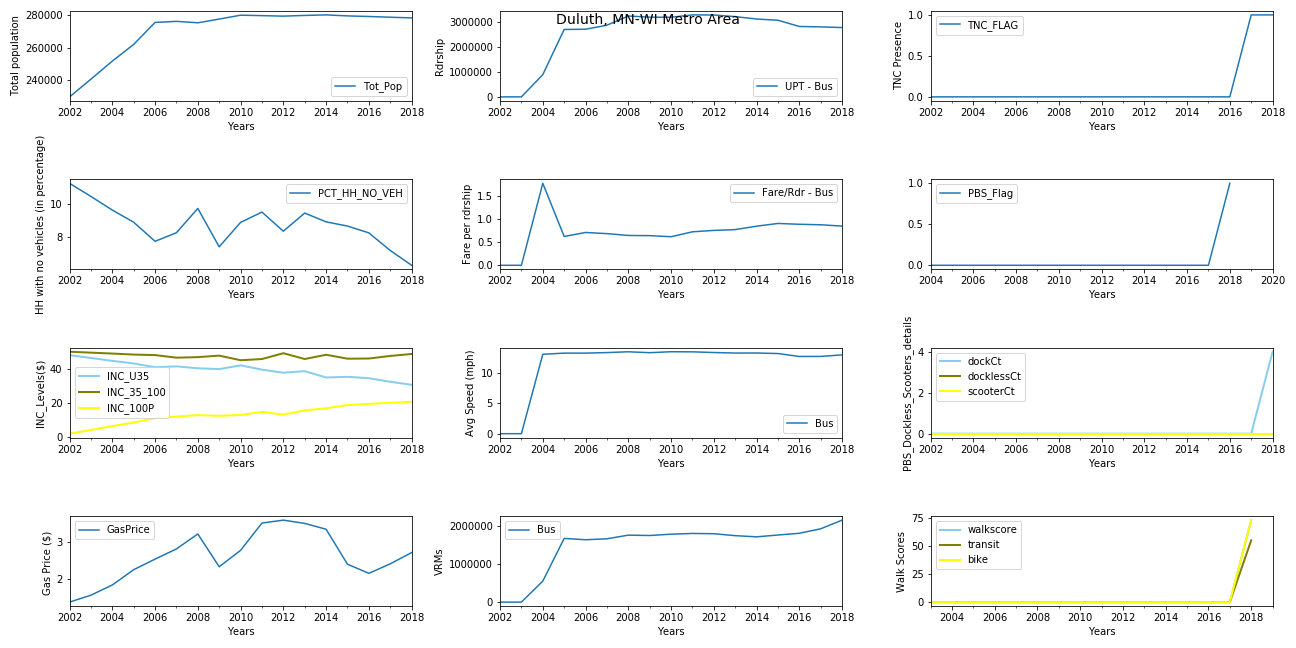 Duluth, MN-WI Metro Area
Total population
280000
260000
240000
Tot_Pop
2002 2004 2006 2008 2010 2012 2014 2016 2018
Years
Rdrship
3000000
2000000
1000000
0
UPT - Bus
2002 2004 2006 2008 2010 2012 2014 2016 2018
Years
TNC Presence
1.0
0.5
0.0
TNC_FLAG
2002 2004 2006 2008 2010 2012 2014 2016 2018
Years
HH with no vehicles (in percentage)
10
8
PCT_HH_NO_VEH
2002 2004 2006 2008 2010 2012 2014 2016 2018
Years
Fare per rdrship
1.5
1.0
0.5
0.0
Fare/Rdr - Bus
2002 2004 2006 2008 2010 2012 2014 2016 2018
Years
1.0
0.5
0.0
PBS_Flag
2002 2004 2006 2008 2010 2012 2014 2016 2018 2020
Years
INC_Levels($)
40
20
0
INC_U35
INC_35_100
INC_100P
2002 2004 2006 2008 2010 2012 2014 2016 2018
Years
Avg Speed (mph)
10
5
0
Bus
2002 2004 2006 2008 2010 2012 2014 2016 2018
Years
PBS_Dockless_Scooters_details
4
2
0
dockCt
docklessCt
scooterCt
2002 2004 2006 2008 2010 2012 2014 2016 2018
Years
Gas Price ($)
3
2
GasPrice
2002 2004 2006 2008 2010 2012 2014 2016 2018
Years
VRMs
2000000
1000000
0
Bus
2002 2004 2006 2008 2010 2012 2014 2016 2018
Years
Walk Scores
75
50
25
0
walkscore
transit
bike
2004 2006 2008 2010 2012 2014 2016 2018
Years